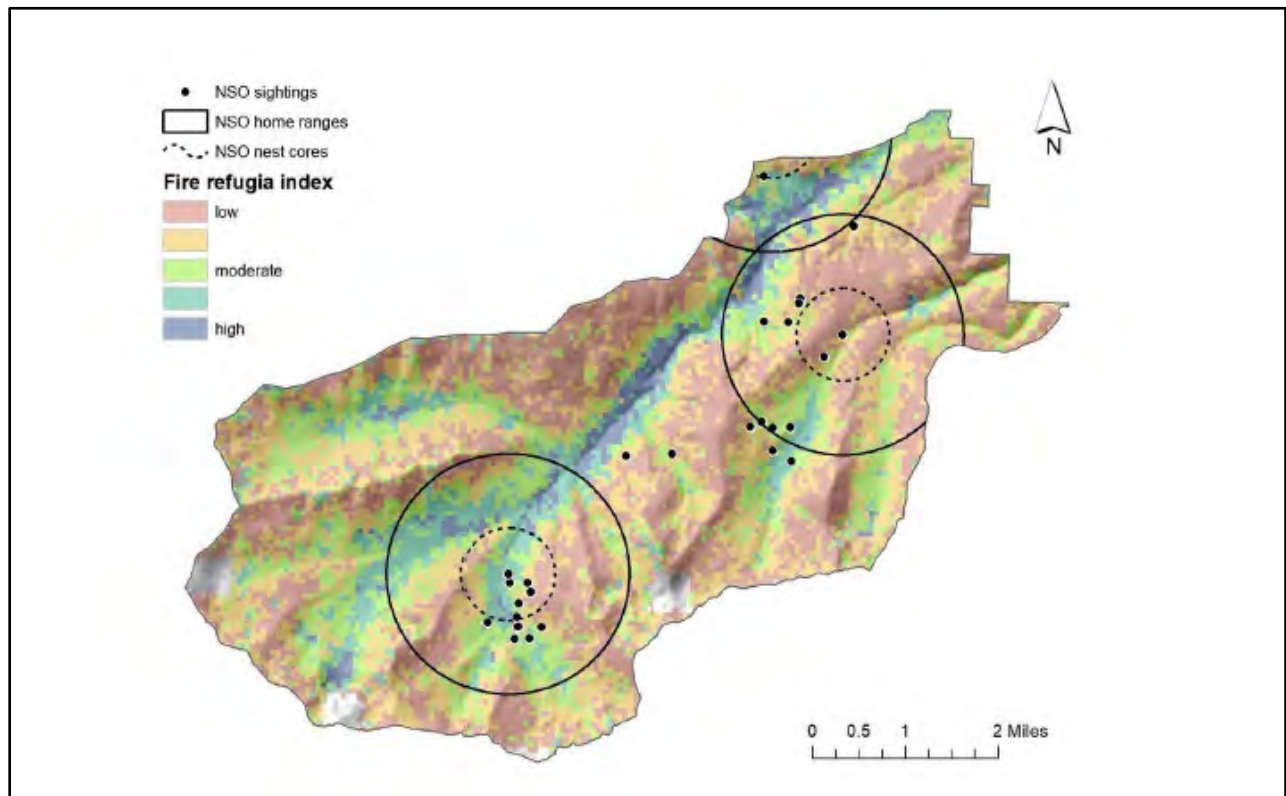 NSO sightings
NSO home ranges
NSO nest cores
Fire refugia index
low
moderate
high
N
0 0.5 1 2 Miles